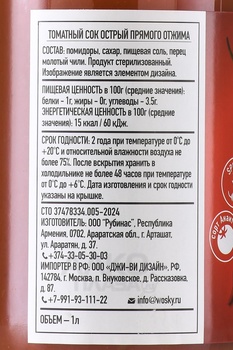 ТОМАТНЫЙ СОК ОСТРЫЙ ПРЯМОГО ОТЖИМА
СОСТАВ: помидоры, сахар, пищевая соль, перец
молотый чили. Продукт стерилизованный.
Изображение является элементом дизайна.
ПИЩЕВАЯ ЦЕННОСТЬ в 100г (средние значения):
белки - 1г, жиры - 0г, углеводы - 3.5г.
ЭНЕРГЕТИЧЕСКАЯ ЦЕННОСТЬ в 100г (средние
значения): 15 ккал / 60 кДж.
СРОК ГОДНОСТИ: 2 года при температуре от 0°С до
+20°С и относительной влажности воздуха не
более 75%. После вскрытия хранить в
холодильнике не более 48 часов при температуре
от 0°С до +6°С. Дата изготовления и срок годности
указаны на крышке.
СТО 37478334.005-2024
ИЗГОТОВИТЕЛЬ: ООО "Рубинас", Республика
Армения, 0702, Араратская обл., г. Арташат,
ул. Араратян, д. 37.
+374-33-05-30-03
ИМПОРТЕР В РФ: ООО «ДЖИ-ВИ ДИЗАЙН», РФ,
142784, г. Москва, п. Внуковское, д. Рассказовка,
д. 87.
+7-991-93-111-22
info@wosky.ru
ОБЪЕМ – 1л